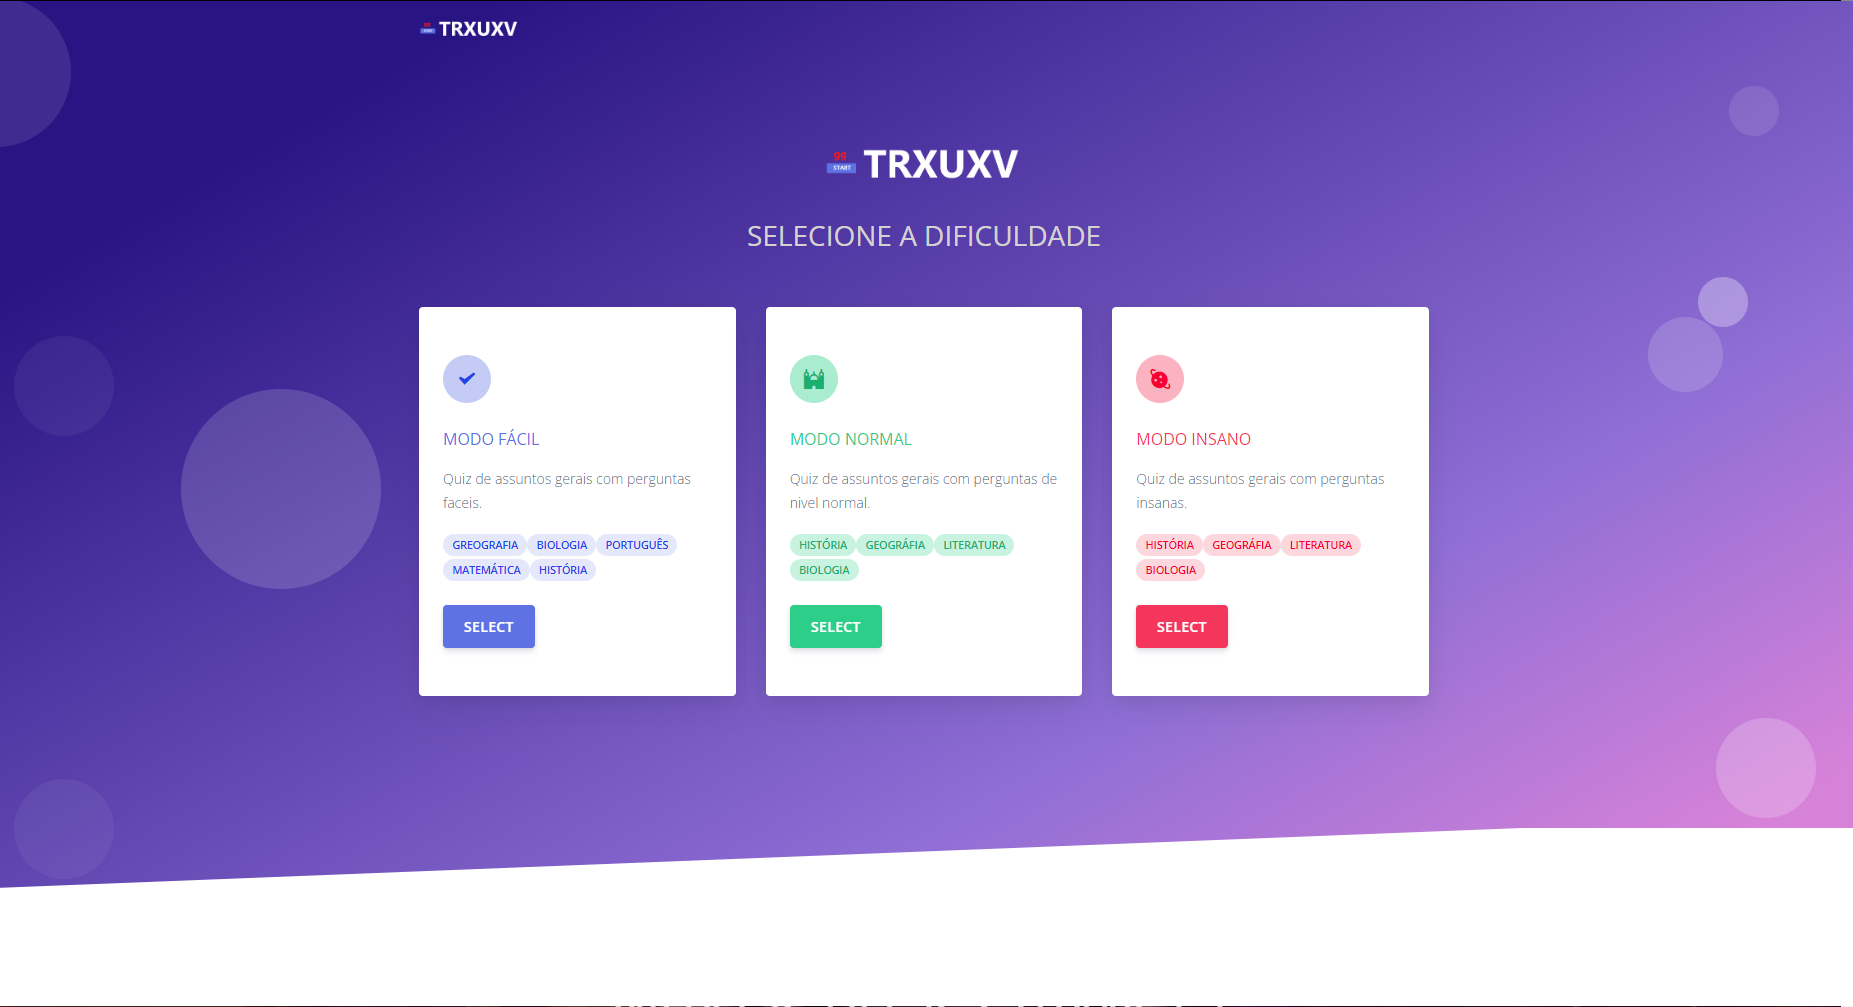 TRXUXV
99
START
TRXUXV
SELECIONE A DIFICULDADE
MODO FÁCIL
Quiz de assuntos gerais com perguntas
faceis.
GREOGRAFIA BIOLOGIA PORTUGUÊS
MATEMÁTICA HISTÓRIA
SELECT
MODO NORMAL
Quiz de assuntos gerais com perguntas de
nivel normal.
HISTÓRIA GEOGRÁFIA LITERATURA
BIOLOGIA
SELECT
MODO INSANO
Quiz de assuntos gerais com perguntas
insanas.
HISTÓRIA GEOGRÁFIA LITERATURA
BIOLOGIA
SELECT